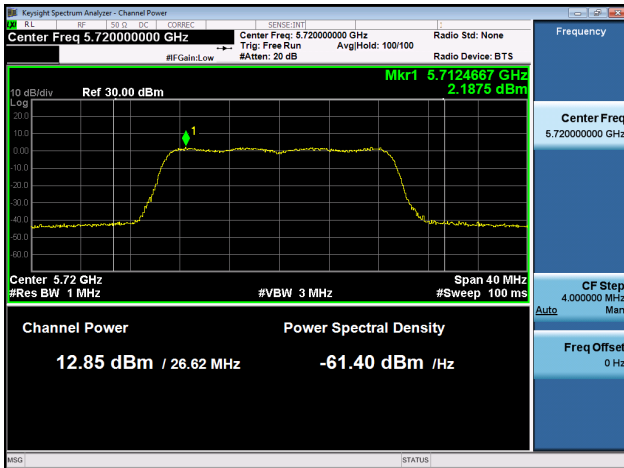 Keysight Spectrum Analyzer - Channel Power
RL RF 50 Ω DC CORREC SENSE:INT
Center Freq 5.720000000 GHz
Center Freq: 5.720000000 GHz
Radio Std: None
Trig: Free Run Avg|Hold: 100/100
#IFGain:Low
#Atten: 20 dB
Radio Device: BTS
Mkr1 5.7124667 GHz
2.1875 dBm
10 dB/div Ref 30.00 dBm
Log
20.0
10.0
0.00
-10.0
-20.0
-30.0
-40.0
-50.0
-60.0
1
Center 5.72 GHz
Span 40 MHz
#Res BW 1 MHz
#VBW 3 MHz
#Sweep 100 ms
Channel Power
Power Spectral Density
12.85 dBm / 26.62 MHz
-61.40 dBm /Hz
MSG
STATUS
Frequency
Center Freq
5.720000000 GHz
CF Step
4.000000 MHz
Auto Man
Freq Offset
0 Hz